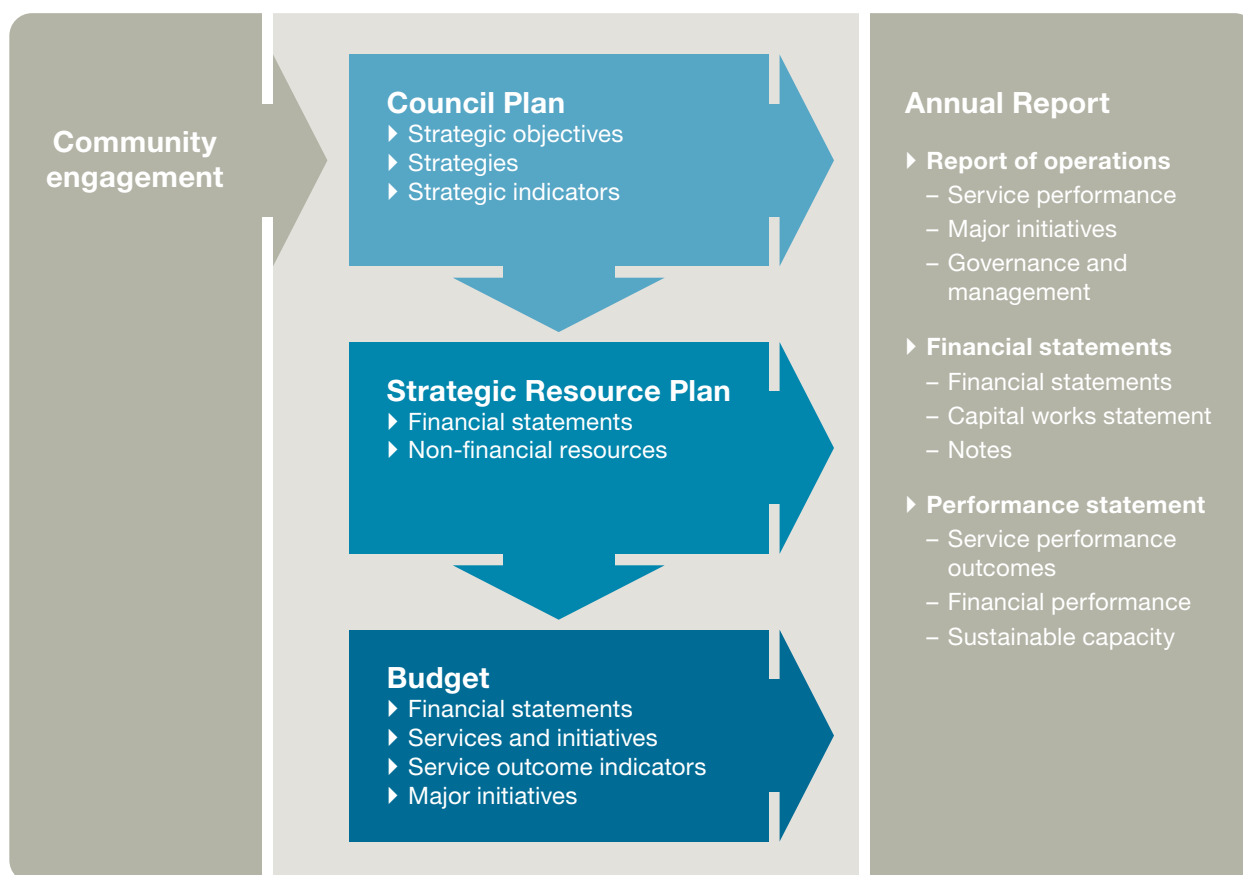 Community
engagement
Council Plan
Strategic objectives
Strategies
Strategic indicators
Strategic Resource Plan
Financial statements
Non-financial resources
Budget
Financial statements
Services and initiatives
Service outcome indicators
Major initiatives
Annual Report
Report of operations
– Service performance
– Major initiatives
– Governance and
management
Financial statements
– Financial statements
– Capital works statement
– Notes
Performance statement
– Service performance
outcomes
– Financial performance
– Sustainable capacity